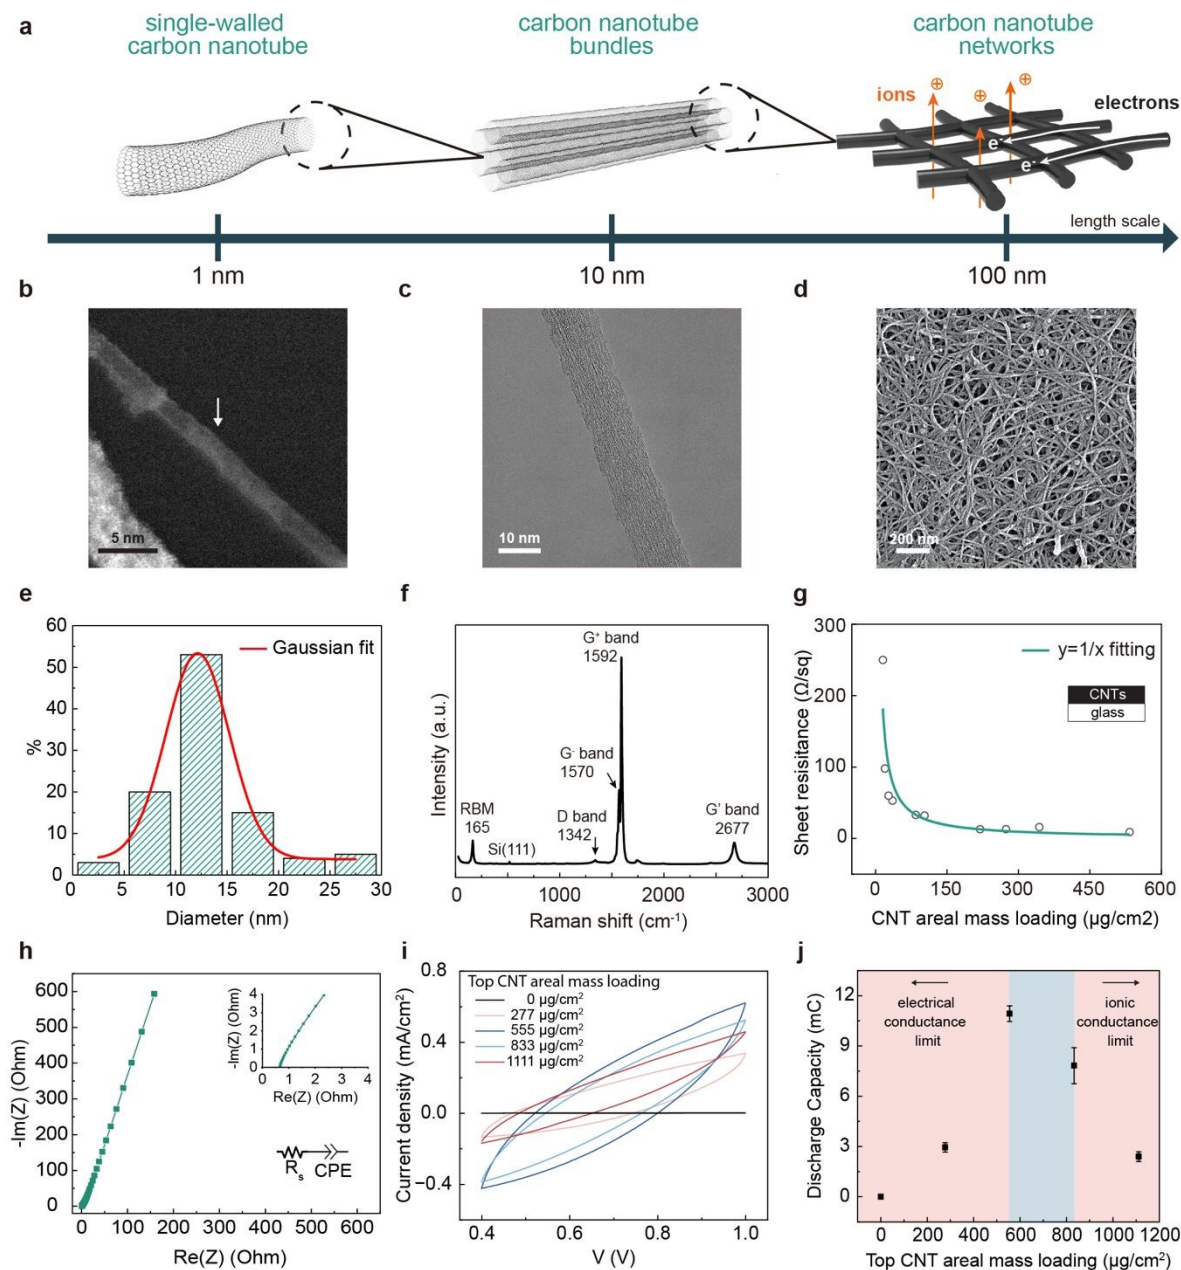 a
single-walled
carbon nanotube
carbon nanotube
bundles
carbon nanotube
networks
ions
⊕
⊕
⊕
electrons
e⁻
e⁻
length scale
1 nm
10 nm
100 nm
b
5 nm
c
10 nm
d
200 nm
e
60
50
40
30
20
10
0
%
Gaussian fit
0 5 10 15 20 25 30
Diameter (nm)
f
Intensity (a.u.)
G⁺ band
1592
G⁻ band
1570
RBM
165
Si(111)
D band
1342
G' band
2677
0 1000 2000 3000
Raman shift (cm⁻¹)
g
300
200
100
0
Sheet resisitance (Ω/sq)
y=1/x fitting
CNTs
glass
0 150 300 450 600
CNT areal mass loading (μg/cm2)
h
600
500
400
300
200
100
0
-Im(Z) (Ohm)
4
3
2
1
0
-Im(Z) (Ohm)
0 1 2 3 4
Re(Z) (Ohm)
Rs CPE
0 100 200 300 400 500 600
Re(Z) (Ohm)
i
0.8
0.4
0.0
−0.4
Current density (mA/cm²)
Top CNT areal mass loading
0 μg/cm²
277 μg/cm²
555 μg/cm²
833 μg/cm²
1111 μg/cm²
0.4 0.6 0.8 1.0
V (V)
j
12
9
6
3
0
Discharge Capacity (mC)
electrical
conductance
limit
ionic
conductance
limit
0 200 400 600 800 1000 1200
Top CNT areal mass loading (μg/cm²)